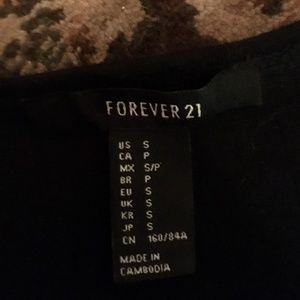 FOREVER 21
US S
CA P
MX S/P
BR P
EU S
UK S
KR S
JP S
CN 160/84A
MADE IN
CAMBODIA